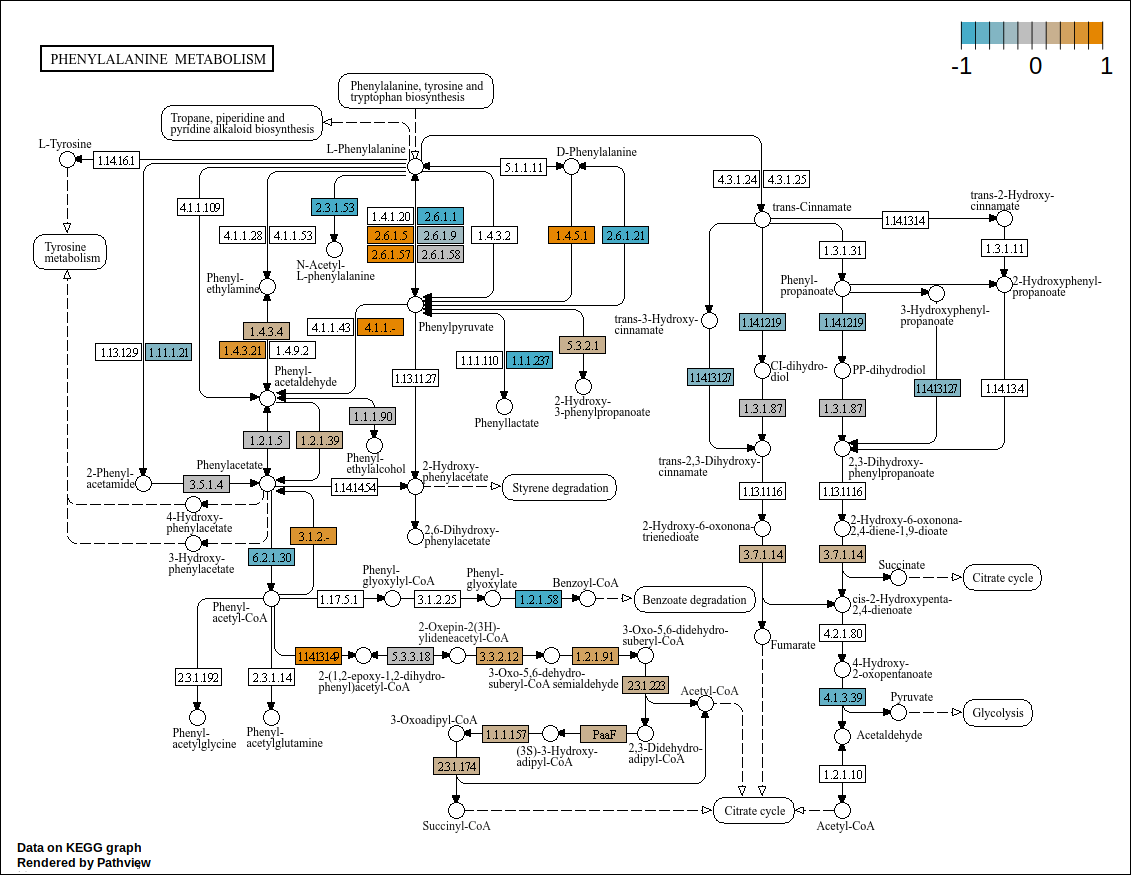 -1 0 1
PHENYLALANINE METABOLISM
Phenylalanine, tyrosine and
tryptophan biosynthesis
Tropane, piperidine and
pyridine alkaloid biosynthesis
L-Tyrosine
1.14.16.1
L-Phenylalanine
5.1.1.11
D-Phenylalanine
4.3.1.24
4.3.1.25
trans-Cinnamate
1.14.13.14
trans-2-Hydroxy-
cinnamate
4.1.1.109
2.3.1.53
1.4.1.20
2.6.1.1
4.1.1.28
4.1.1.53
2.6.1.5
2.6.1.9
1.4.3.2
1.4.5.1
2.6.1.21
2.6.1.57
2.6.1.58
1.3.1.31
1.3.1.11
Tyrosine
metabolism
N-Acetyl-
L-phenylalanine
Phenyl-
ethylamine
Phenyl-
propanoate
2-Hydroxyphenyl-
propanoate
3-Hydroxyphenyl-
propanoate
Phenylpyruvate
trans-3-Hydroxy-
cinnamate
1.14.12.19
1.14.12.19
1.4.3.4
4.1.1.43
4.1.1.-
1.13.12.9
1.11.1.21
1.4.3.21
1.4.9.2
1.1.1.110
1.1.1.237
5.3.2.1
Phenyl-
acetaldehyde
1.13.11.27
CI-dihydro-
diol
PP-dihydrodiol
1.14.13.127
1.14.13.127
1.14.13.4
1.1.1.90
Phenyllactate
2-Hydroxy-
3-phenylpropanoate
1.3.1.87
1.3.1.87
1.2.1.5
1.2.1.39
Phenyl-
ethylalcohol
2-Phenyl-
acetamide
3.5.1.4
Phenylacetate
1.14.14.54
2-Hydroxy-
phenylacetate
Styrene degradation
trans-2,3-Dihydroxy-
cinnamate
2,3-Dihydroxy-
phenylpropanoate
1.13.11.16
1.13.11.16
4-Hydroxy-
phenylacetate
3-Hydroxy-
phenylacetate
3.1.2.-
6.2.1.30
2,6-Dihydroxy-
phenylacetate
2-Hydroxy-6-oxonona-
trienedioate
2-Hydroxy-6-oxonona-
2,4-diene-1,9-dioate
3.7.1.14
3.7.1.14
Succinate
Citrate cycle
Phenyl-
acetyl-CoA
1.17.5.1
Phenyl-
glyoxylyl-CoA
3.1.2.25
Phenyl-
glyoxylate
1.2.1.58
Benzoyl-CoA
Benzoate degradation
cis-2-Hydroxypenta-
2,4-dienoate
4.2.1.80
Fumarate
2-Oxepin-2(3H)-
ylideneacetyl-CoA
3-Oxo-5,6-didehydro-
suberyl-CoA
1.14.13.149
5.3.3.18
3.3.2.12
1.2.1.91
2-(1,2-epoxy-1,2-dihydro-
phenyl)acetyl-CoA
3-Oxo-5,6-dehydro-
suberyl-CoA semialdehyde
4-Hydroxy-
2-oxopentanoate
2.3.1.192
2.3.1.14
2.3.1.223
Acetyl-CoA
4.1.3.39
Pyruvate
Glycolysis
Phenyl-
acetylglycine
Phenyl-
acetylglutamine
3-Oxoadipyl-CoA
1.1.1.157
(3S)-3-Hydroxy-
adipyl-CoA
PaaF
2,3-Didehydro-
adipyl-CoA
Acetaldehyde
2.3.1.174
1.2.1.10
Succinyl-CoA
Citrate cycle
Acetyl-CoA
Data on KEGG graph
Rendered by Pathview